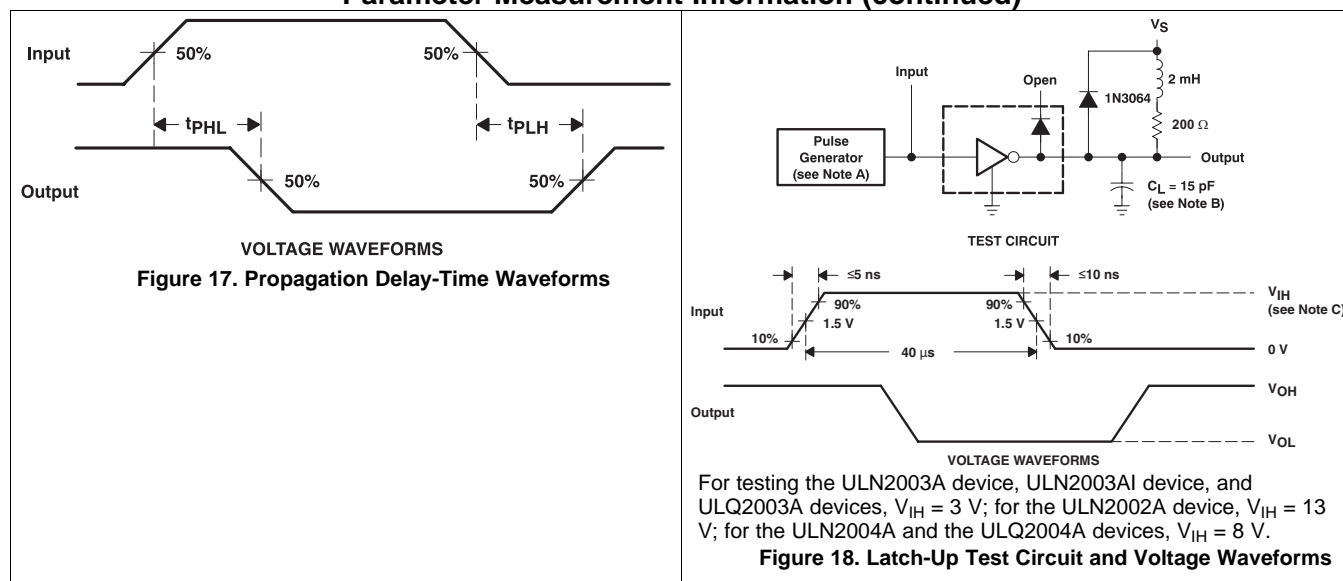 Parameter Measurement Information (continued)
Input
50%
50%
tPHL
tPLH
Output
50%
50%
VOLTAGE WAVEFORMS
Figure 17. Propagation Delay-Time Waveforms
VS
Input
Open
2 mH
1N3064
200 Ω
Pulse
Generator
(see Note A)
Output
CL = 15 pF
(see Note B)
TEST CIRCUIT
≤5 ns
≤10 ns
VIH
(see Note C)
Input
90%
90%
1.5 V
1.5 V
10%
10%
40 µs
0 V
VOH
Output
VOL
VOLTAGE WAVEFORMS
For testing the ULN2003A device, ULN2003AI device, and
ULQ2003A devices, VIH = 3 V; for the ULN2002A device, VIH = 13
V; for the ULN2004A and the ULQ2004A devices, VIH = 8 V.
Figure 18. Latch-Up Test Circuit and Voltage Waveforms